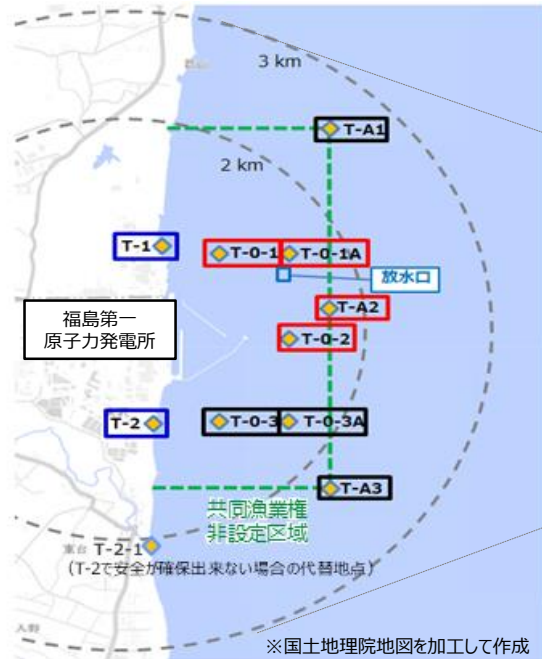 3 km
T-A1
2 km
T-1
T-0-1
T-0-1A
放水口
T-A2
福島第一
原子力発電所
T-0-2
T-2
T-0-3
T-0-3A
T-A3
共同漁業権
非設定区域
T-2-1
(T-2で安全が確保出来ない場合の代替地点)
※国土地理院地図を加工して作成